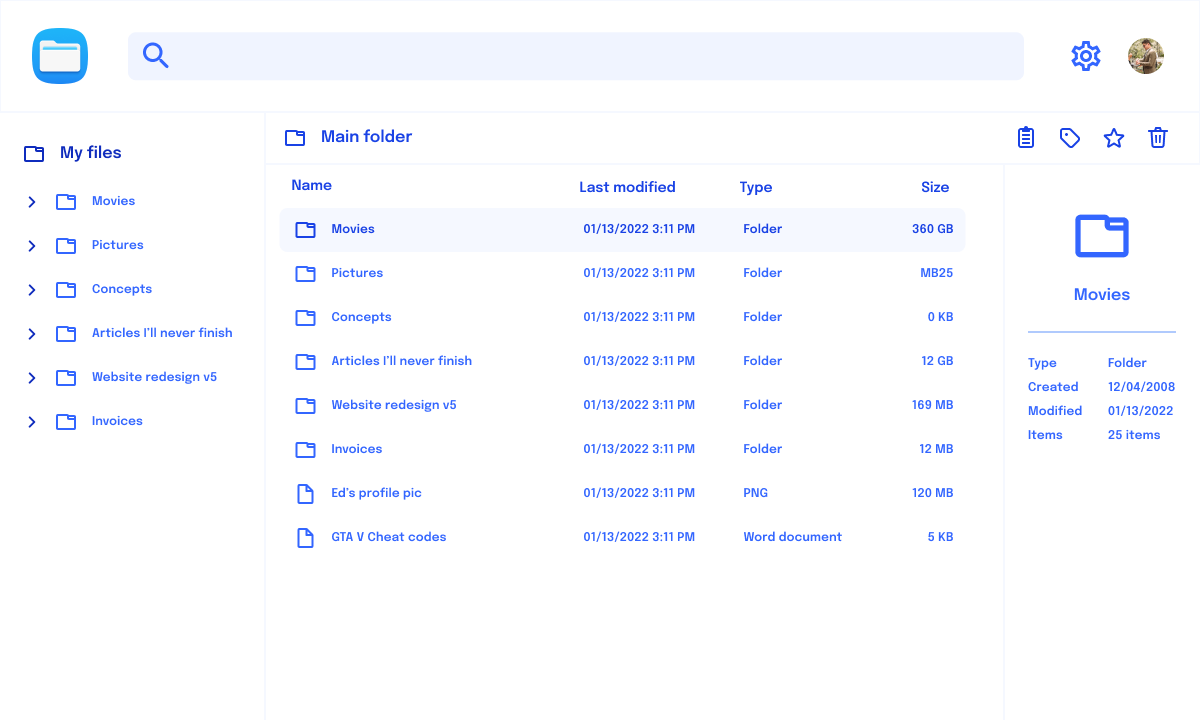 My files
Movies
Pictures
Concepts
Articles I'll never finish
Website redesign v5
Invoices
Main folder
Name Last modified Type Size
Movies 01/13/2022 3:11 PM Folder 360 GB
Pictures 01/13/2022 3:11 PM Folder MB25
Concepts 01/13/2022 3:11 PM Folder 0 KB
Articles I'll never finish 01/13/2022 3:11 PM Folder 12 GB
Website redesign v5 01/13/2022 3:11 PM Folder 169 MB
Invoices 01/13/2022 3:11 PM Folder 12 MB
Ed's profile pic 01/13/2022 3:11 PM PNG 120 MB
GTA V Cheat codes 01/13/2022 3:11 PM Word document 5 KB
Movies
Type Folder
Created 12/04/2008
Modified 01/13/2022
Items 25 items